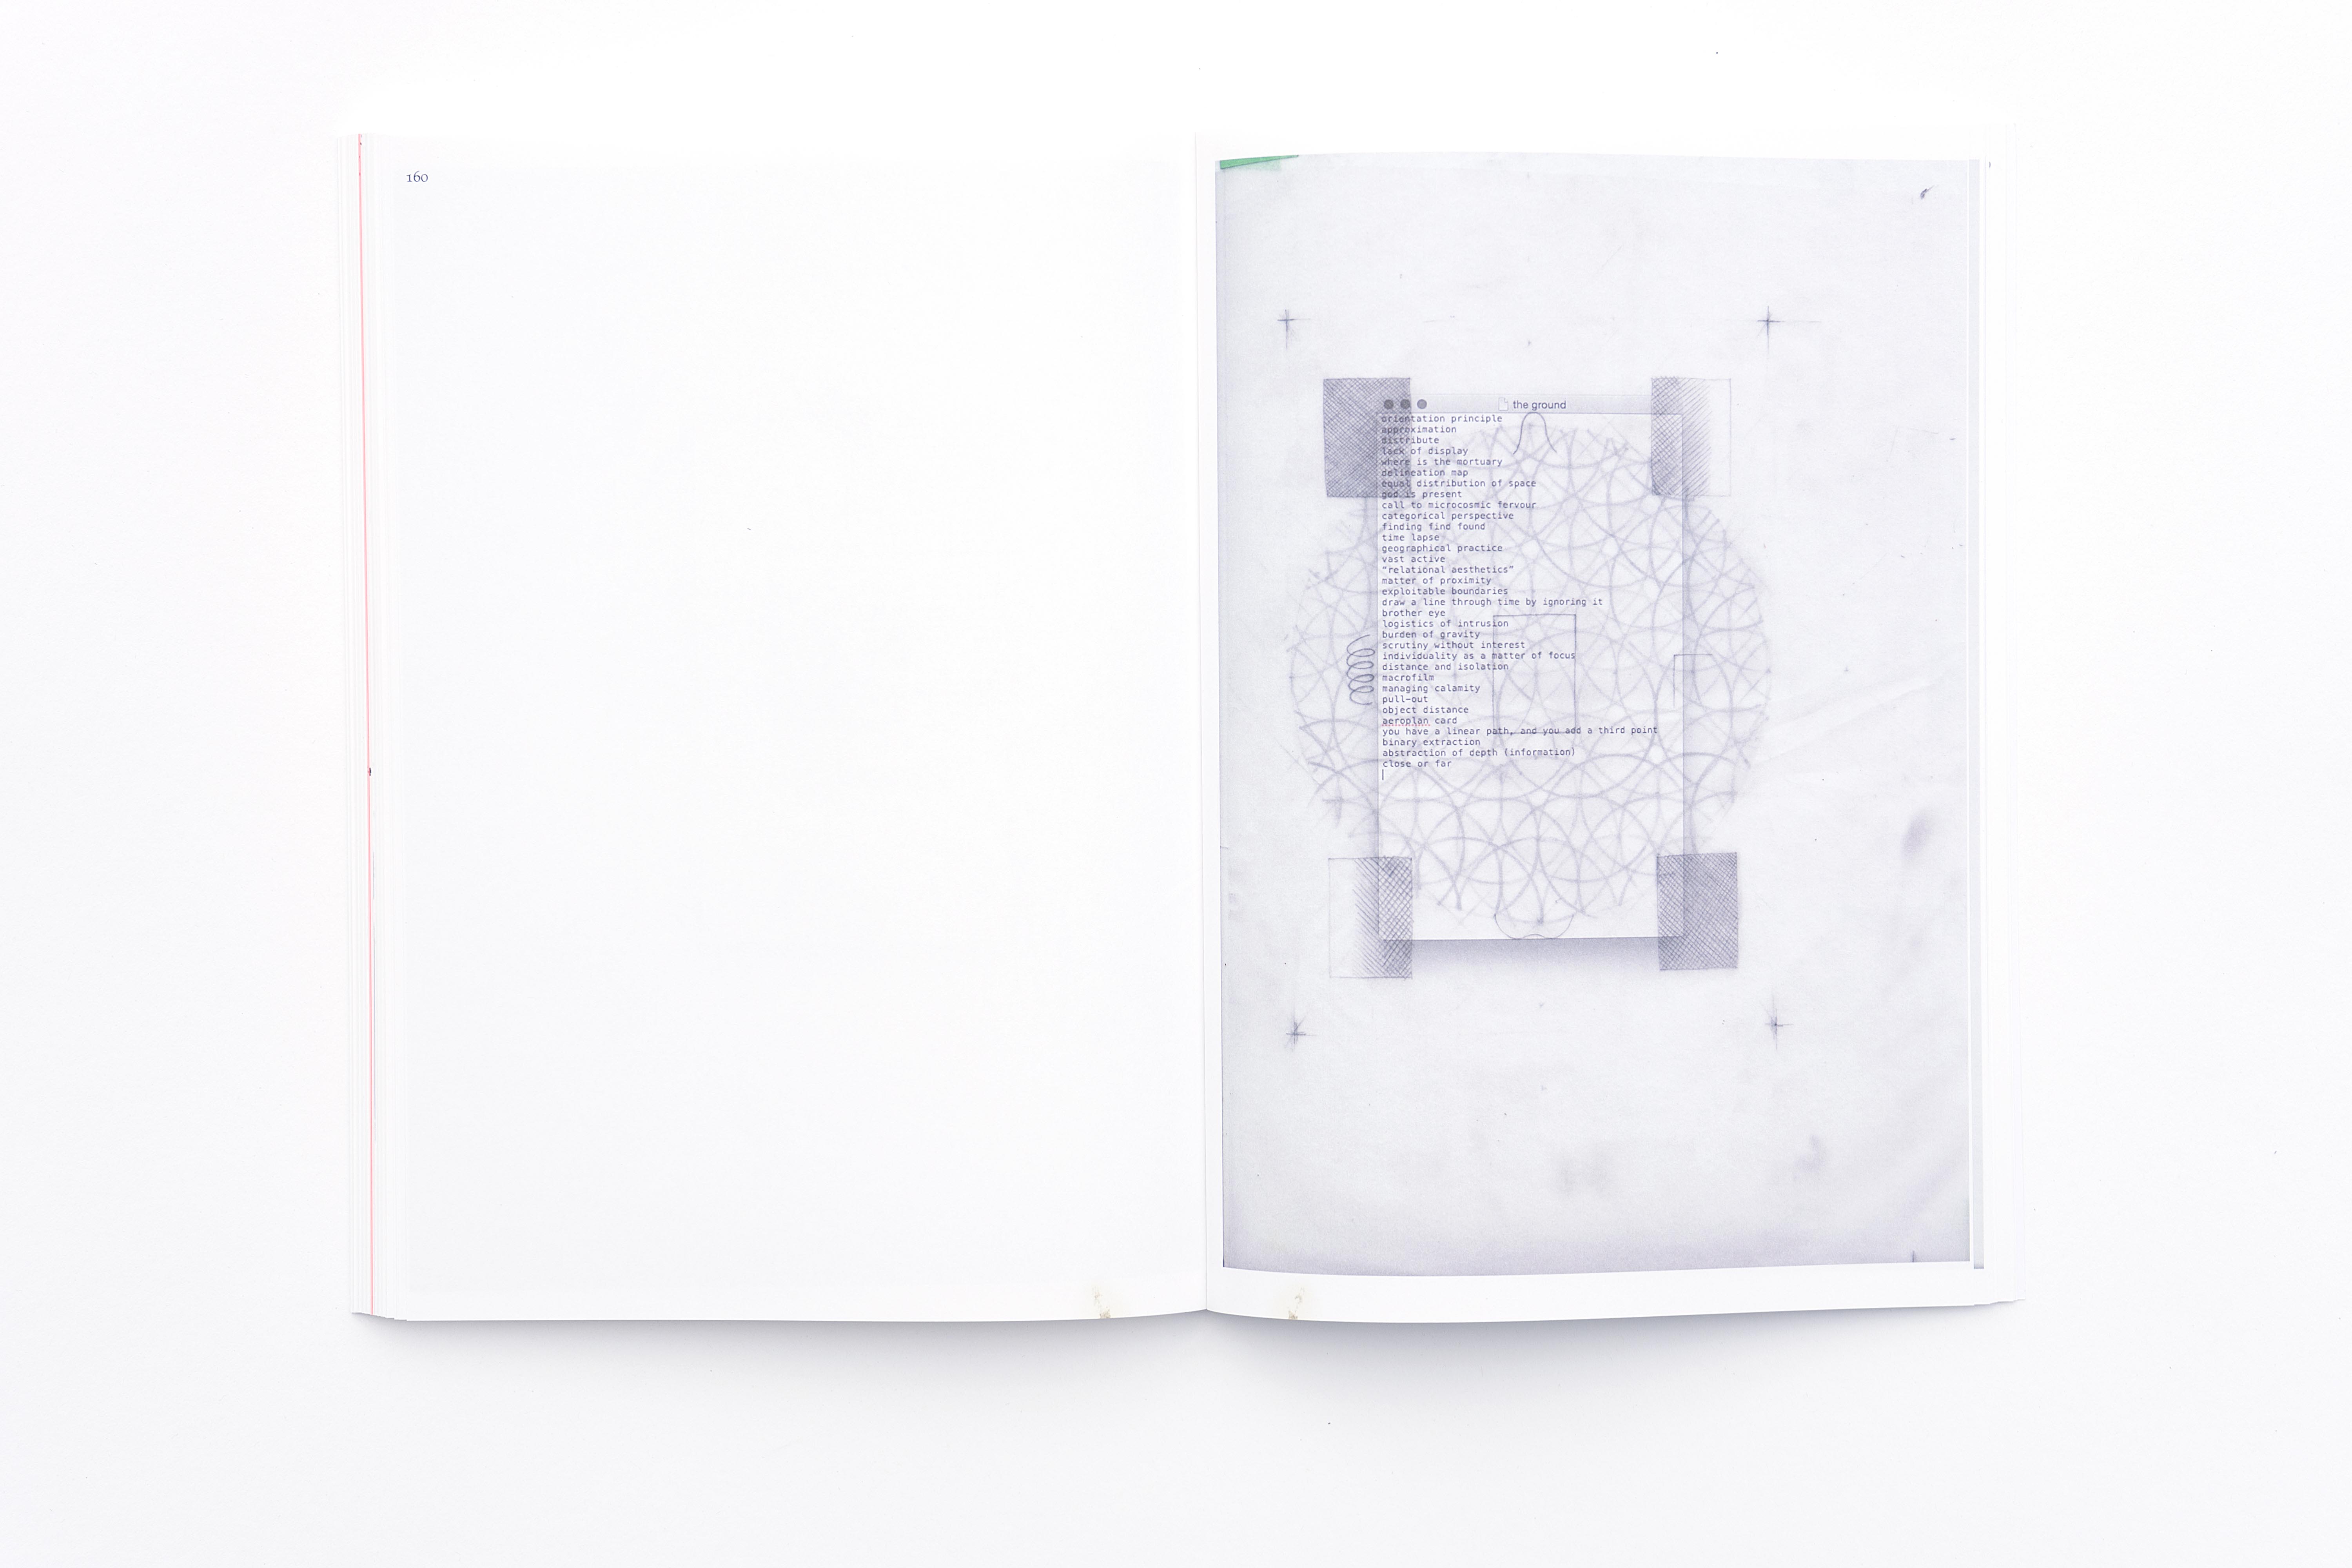 160
the ground
orientation principle
approximation
distribute
lack of display
where is the mortuary
delineation map
equal distribution of space
god is present
call to microcosmic fervour
categorical perspective
finding find found
time lapse
geographical practice
vast active
“relational aesthetics”
matter of proximity
exploitable boundaries
draw a line through time by ignoring it
brother eye
logistics of intrusion
burden of gravity
scrutiny without interest
individuality as a matter of focus
distance and isolation
macrofilm
managing calamity
pull-out
object distance
aeroplan card
you have a linear path, and you add a third point
binary extraction
abstraction of depth (information)
close or far